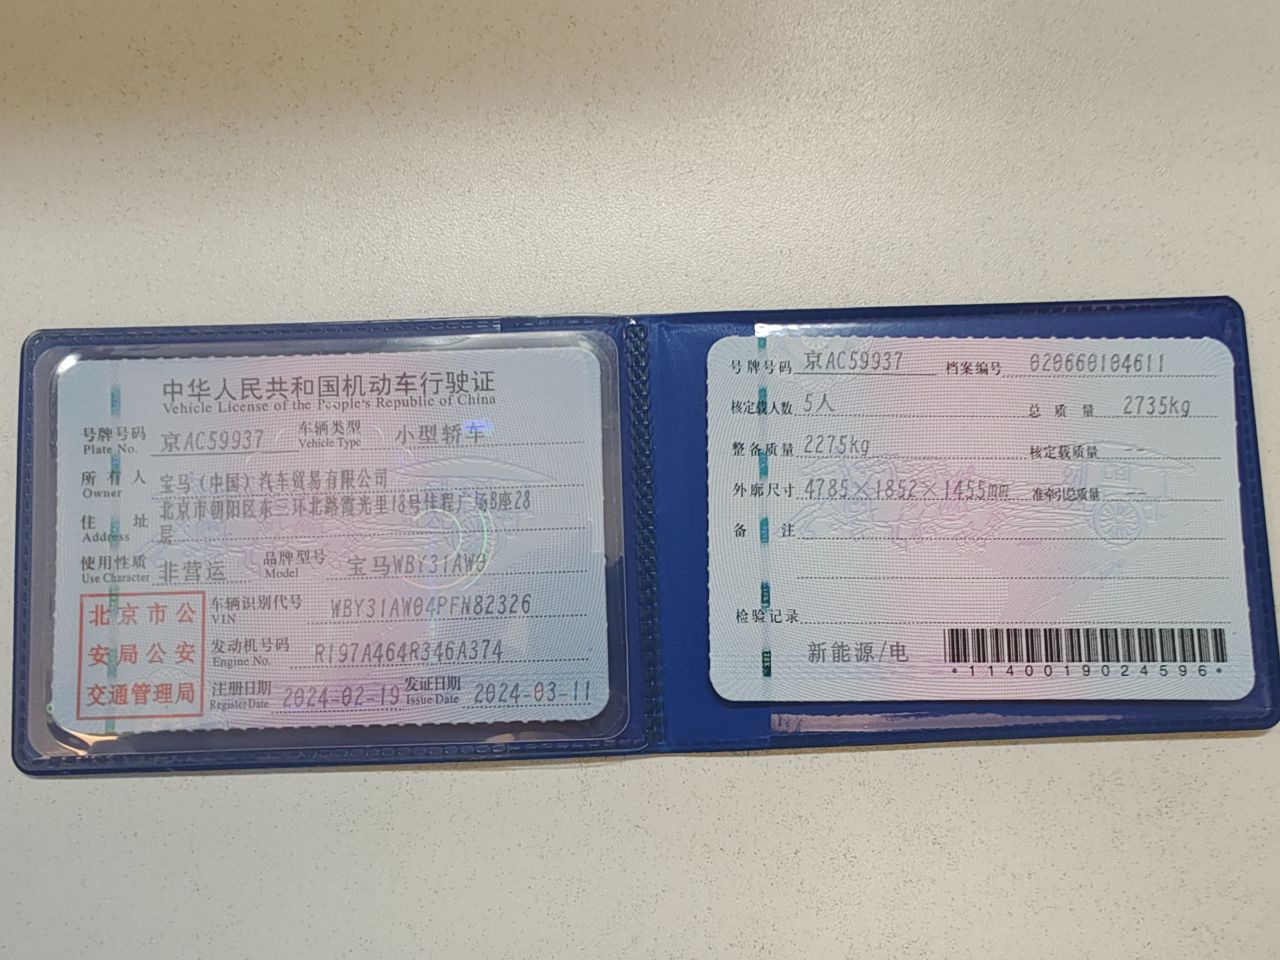 中华人民共和国机动车行驶证
Vehicle License of the People's Republic of China
号牌号码 京AC59937 车辆类型 小型轿车
Plate No. Vehicle Type
所有人 宝马（中国）汽车贸易有限公司
Owner
北京市朝阳区东三环北路霞光里18号佳程广场B座28
住址 层
Address
使用性质 非营运 品牌型号 宝马WBY31AW0
Use Character Model
北京市公
安局公安
交通管理局
车辆识别代号 WBY31AW04PFN82326
VIN
发动机号码 R197A464R346A374
Engine No.
注册日期 2024-02-19 发证日期 2024-03-11
Register Date Issue Date
号牌号码 京AC59937 档案编号 020660104611
核定载人数 5人 总质量 2735kg
整备质量 2275kg 核定载质量 --
外廓尺寸 4785×1852×1455mm 准牵引总质量 --
备注
检验记录
新能源/电
*1140019024596*